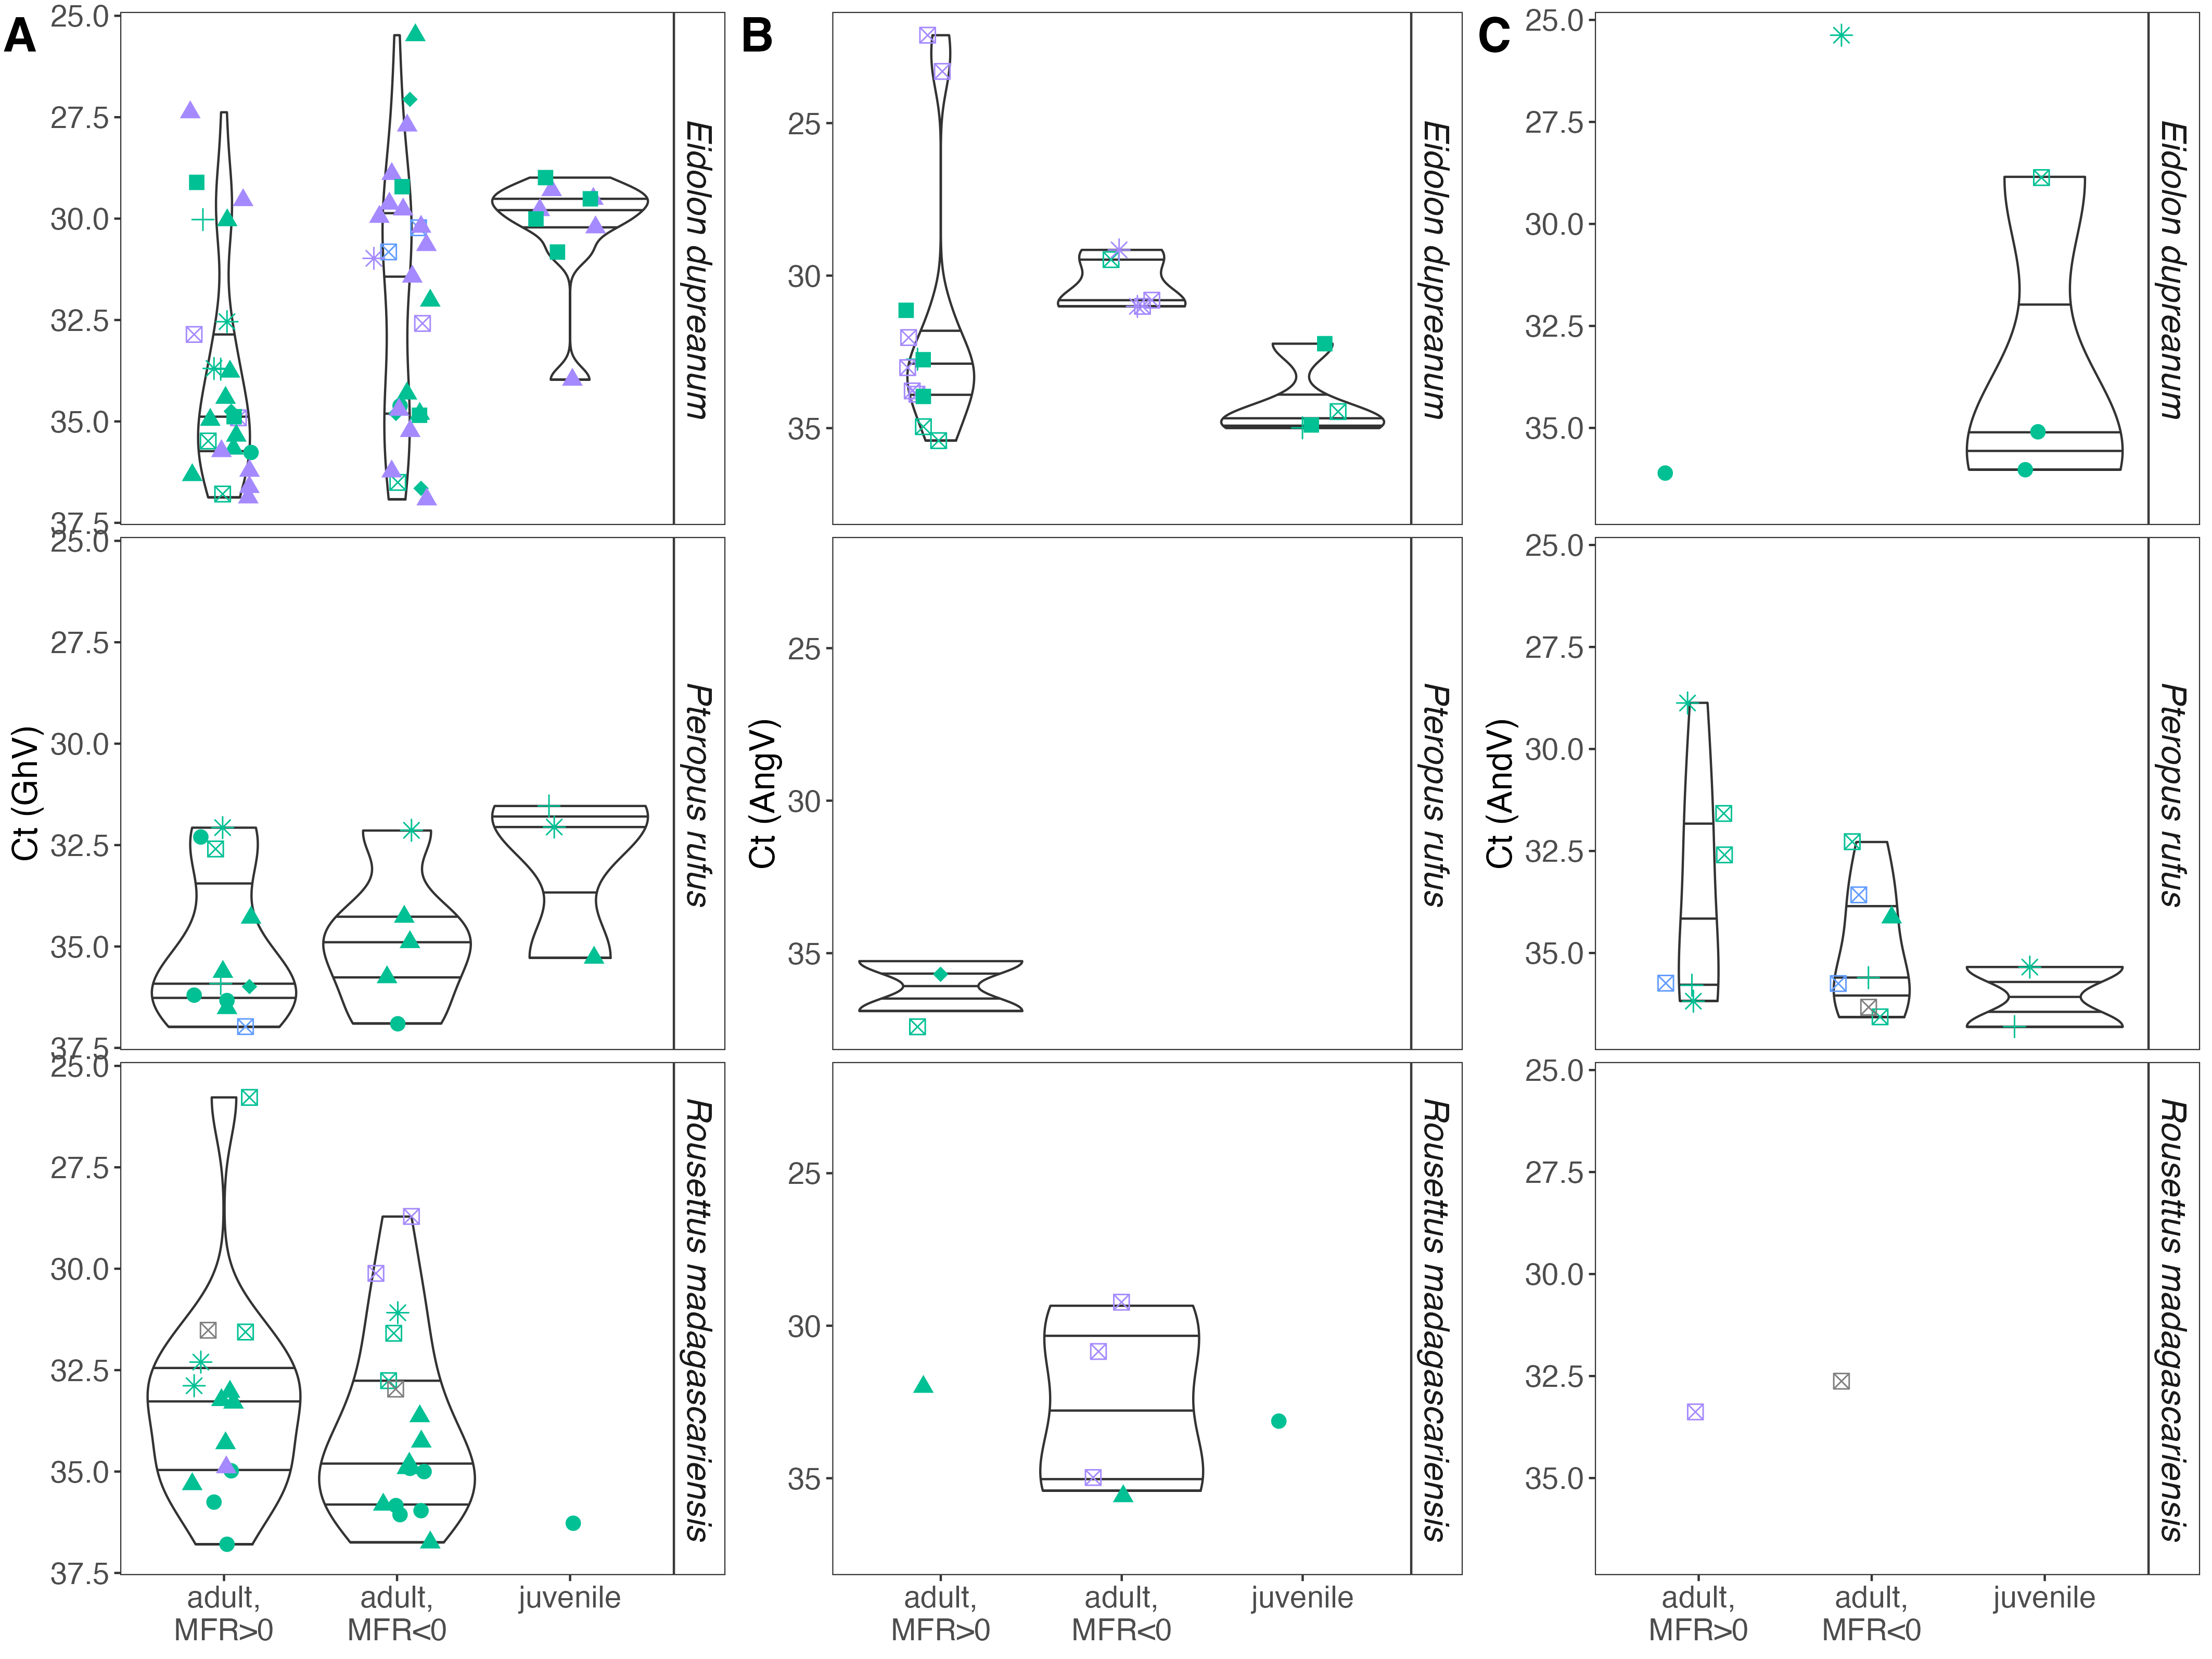 A
Ct (GhV)
25.0
27.5
30.0
32.5
35.0
37.5
Eidolon dupreanum
25.0
27.5
30.0
32.5
35.0
37.5
Pteropus rufus
25.0
27.5
30.0
32.5
35.0
37.5
Rousettus madagascariensis
adult,
MFR>0
adult,
MFR<0
juvenile
B
Ct (AngV)
25
30
35
Eidolon dupreanum
25
30
35
Pteropus rufus
25
30
35
Rousettus madagascariensis
adult,
MFR>0
adult,
MFR<0
juvenile
C
Ct (AndV)
25.0
27.5
30.0
32.5
35.0
Eidolon dupreanum
25.0
27.5
30.0
32.5
35.0
Pteropus rufus
25.0
27.5
30.0
32.5
35.0
Rousettus madagascariensis
adult,
MFR>0
adult,
MFR<0
juvenile